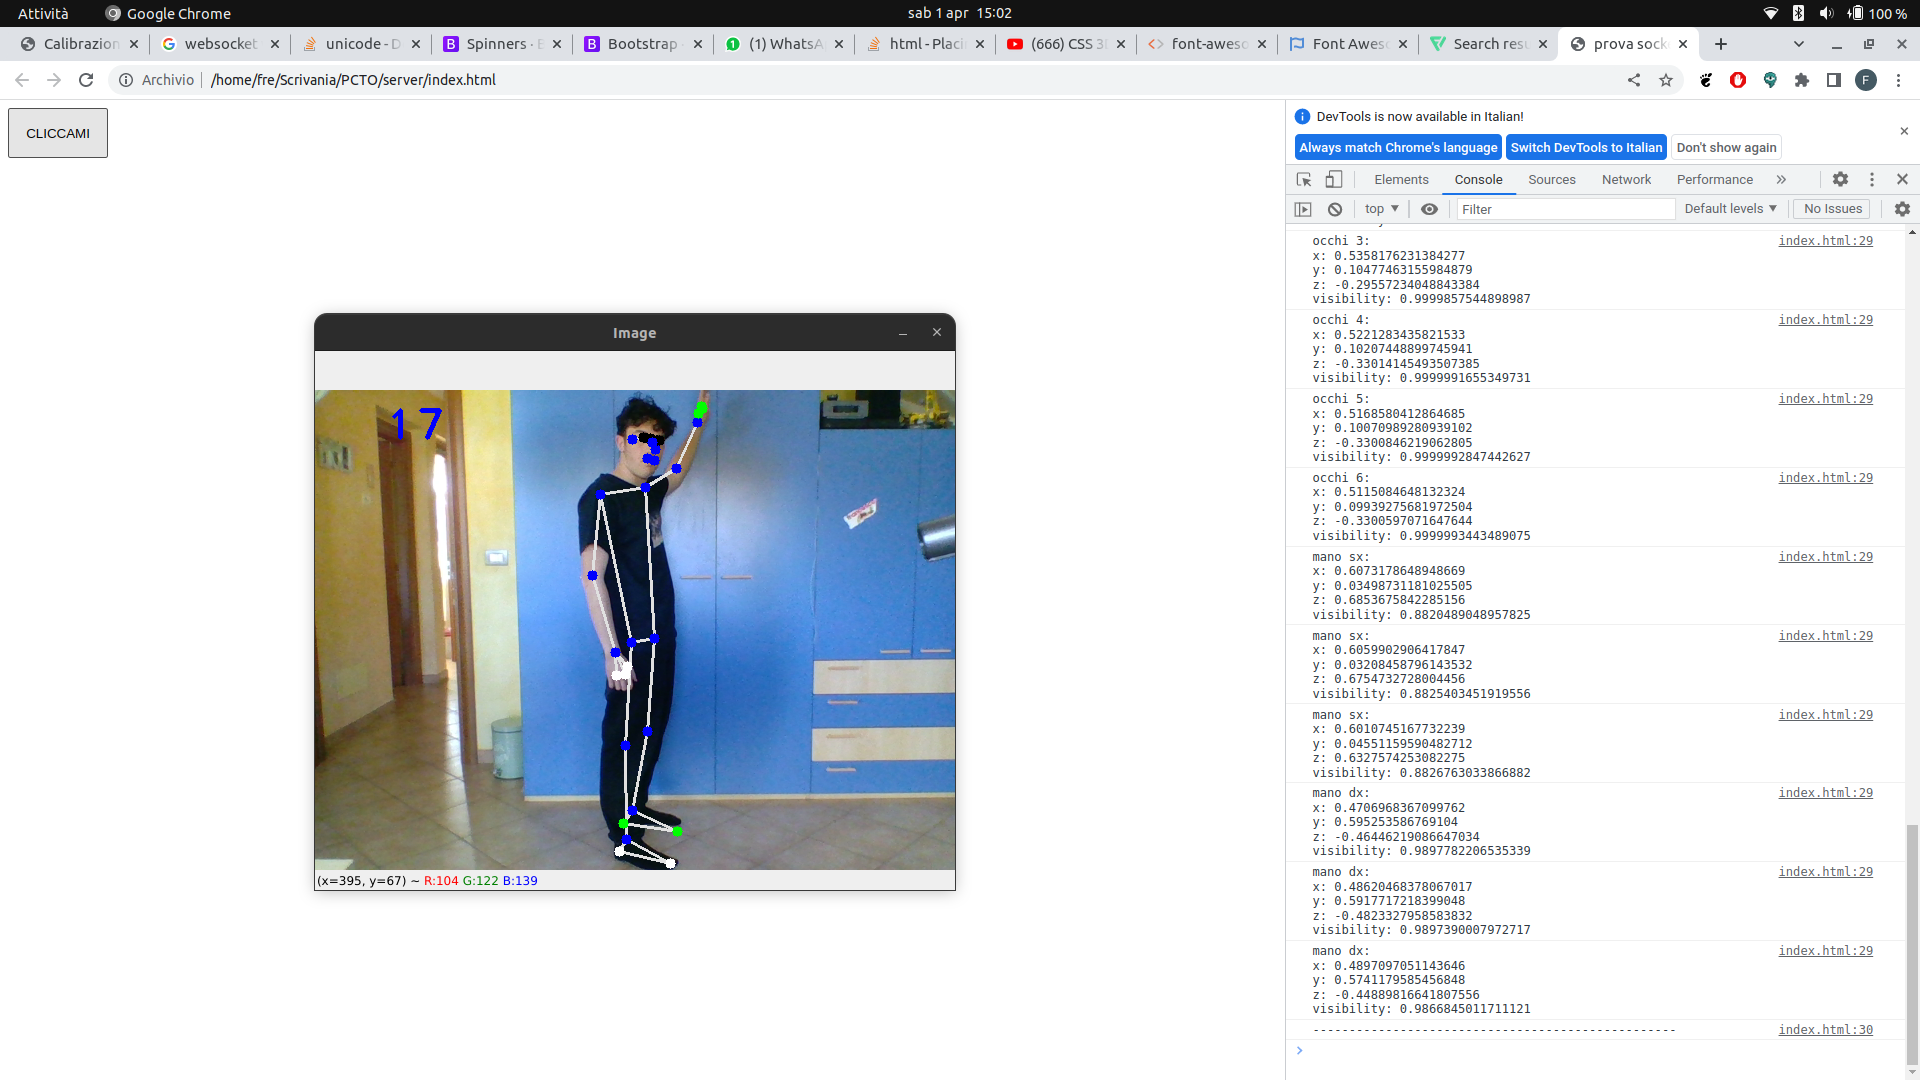 Attività
Google Chrome
sab 1 apr 15:02
100 %
Calibrazion
websocket
unicode - D
Spinners · B
Bootstrap ·
(1) WhatsA
html - Placi
(666) CSS 3
font-aweso
Font Awes
Search resu
prova sock
Archivio
/home/fre/Scrivania/PCTO/server/index.html
F
CLICCAMI
Image
17
(x=395, y=67) ~ R:104 G:122 B:139
DevTools is now available in Italian!
Always match Chrome's language
Switch DevTools to Italian
Don't show again
Elements
Console
Sources
Network
Performance
top
Filter
Default levels
No Issues
occhi 3: index.html:29
x: 0.5358176231384277
y: 0.10477463155984879
z: -0.29557234048843384
visibility: 0.9999857544898987
occhi 4: index.html:29
x: 0.5221283435821533
y: 0.10207448899745941
z: -0.33014145493507385
visibility: 0.9999991655349731
occhi 5: index.html:29
x: 0.5168580412864685
y: 0.10070989280939102
z: -0.3300846219062805
visibility: 0.9999992847442627
occhi 6: index.html:29
x: 0.5115084648132324
y: 0.09939275681972504
z: -0.3300597071647644
visibility: 0.9999993443489075
mano sx: index.html:29
x: 0.6073178648948669
y: 0.03498731181025505
z: 0.6853675842285156
visibility: 0.8820489048957825
mano sx: index.html:29
x: 0.6059902906417847
y: 0.03208458796143532
z: 0.6754732728004456
visibility: 0.8825403451919556
mano sx: index.html:29
x: 0.6010745167732239
y: 0.04551159590482712
z: 0.6327574253082275
visibility: 0.8826763033866882
mano dx: index.html:29
x: 0.4706968367099762
y: 0.595253586769104
z: -0.46446219086647034
visibility: 0.9897782206535339
mano dx: index.html:29
x: 0.48620468378067017
y: 0.5917717218399048
z: -0.4823327958583832
visibility: 0.9897390007972717
mano dx: index.html:29
x: 0.4897097051143646
y: 0.5741179585456848
z: -0.44889816641807556
visibility: 0.9866845011711121
-------------------------------------------------- index.html:30